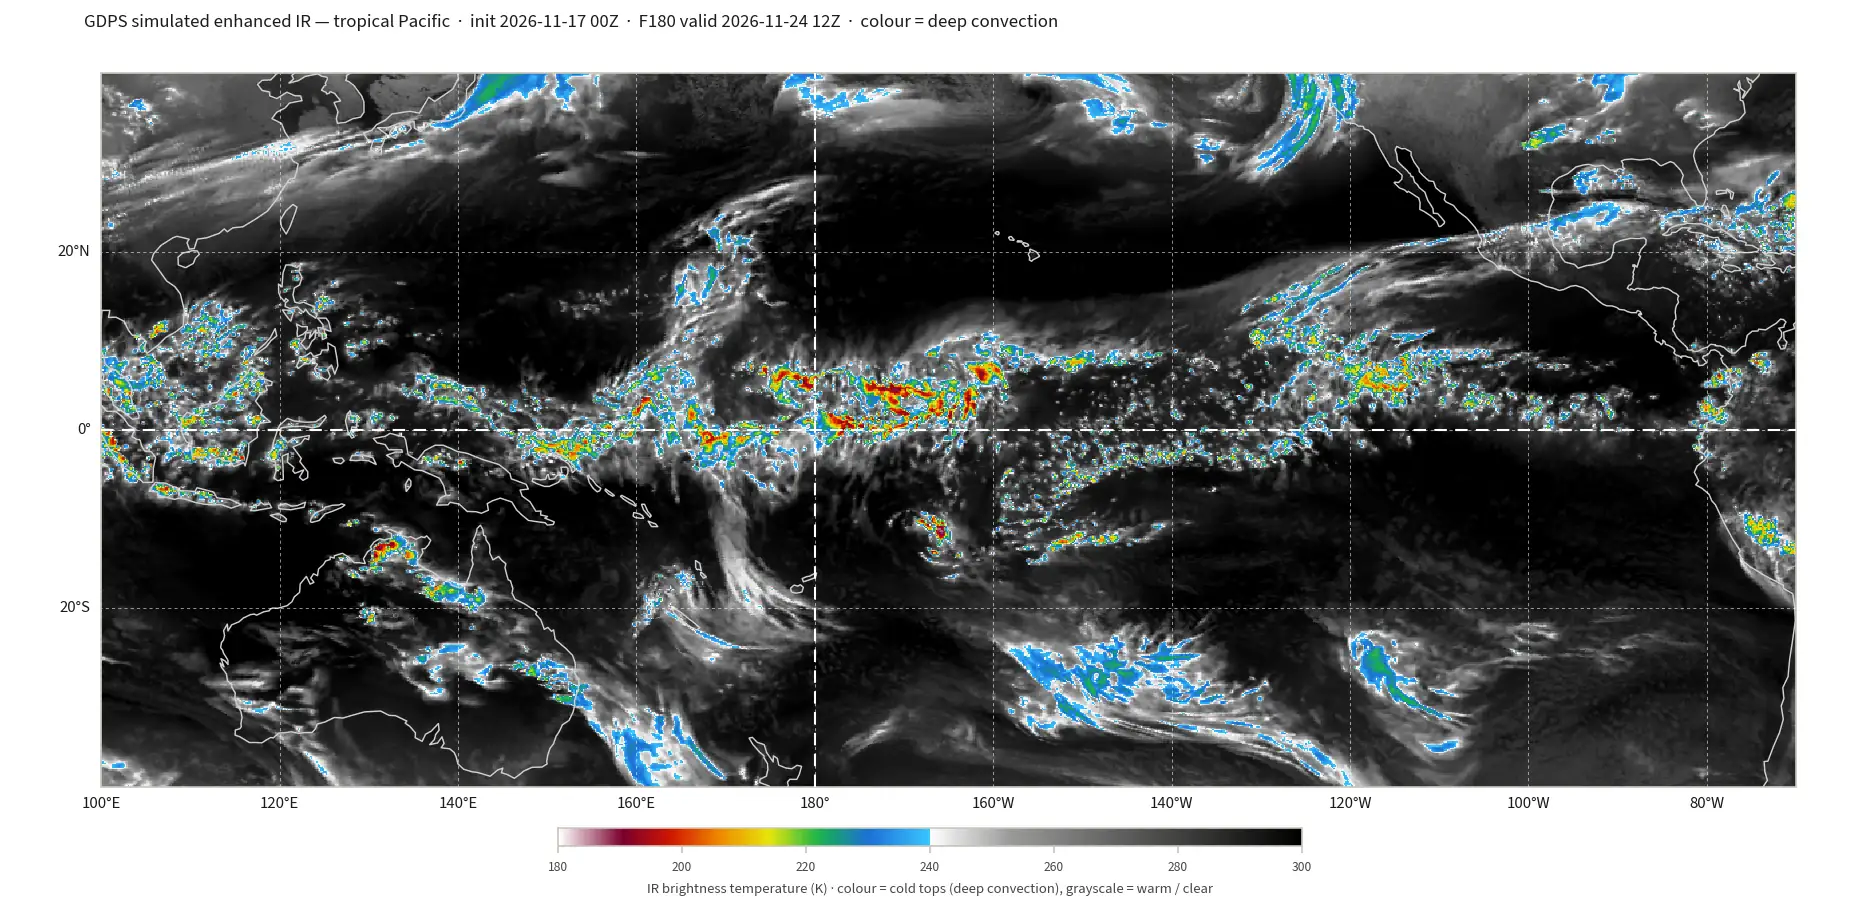 GDPS simulated enhanced IR — tropical Pacific · init 2026-11-17 00Z · F180 valid 2026-11-24 12Z · colour = deep convection
20°N
0°
20°S
100°E 120°E 140°E 160°E 180° 160°W 140°W 120°W 100°W 80°W
180 200 220 240 260 280 300
IR brightness temperature (K) · colour = cold tops (deep convection), grayscale = warm / clear